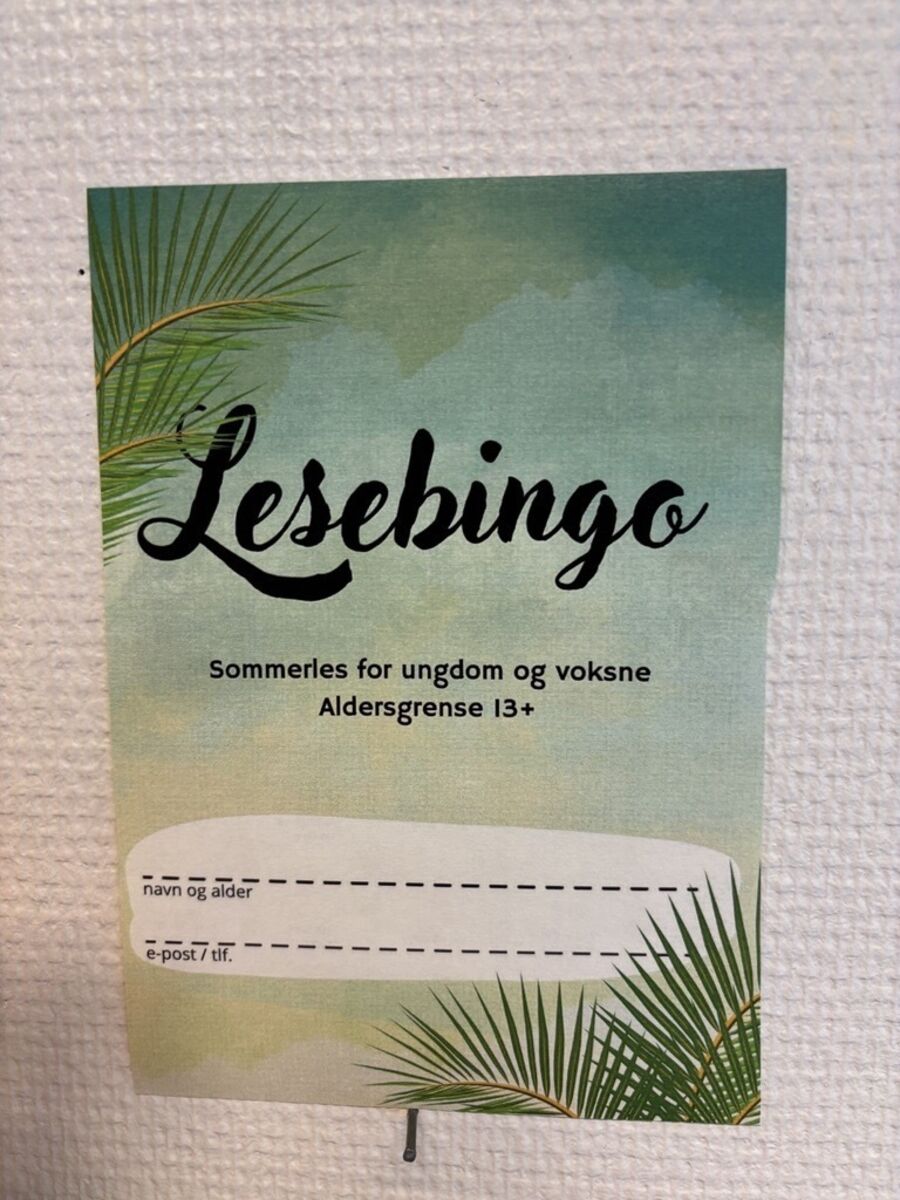 Lesebingo
Sommerles for ungdom og voksne
Aldersgrense 13+
navn og alder
e-post / tlf.